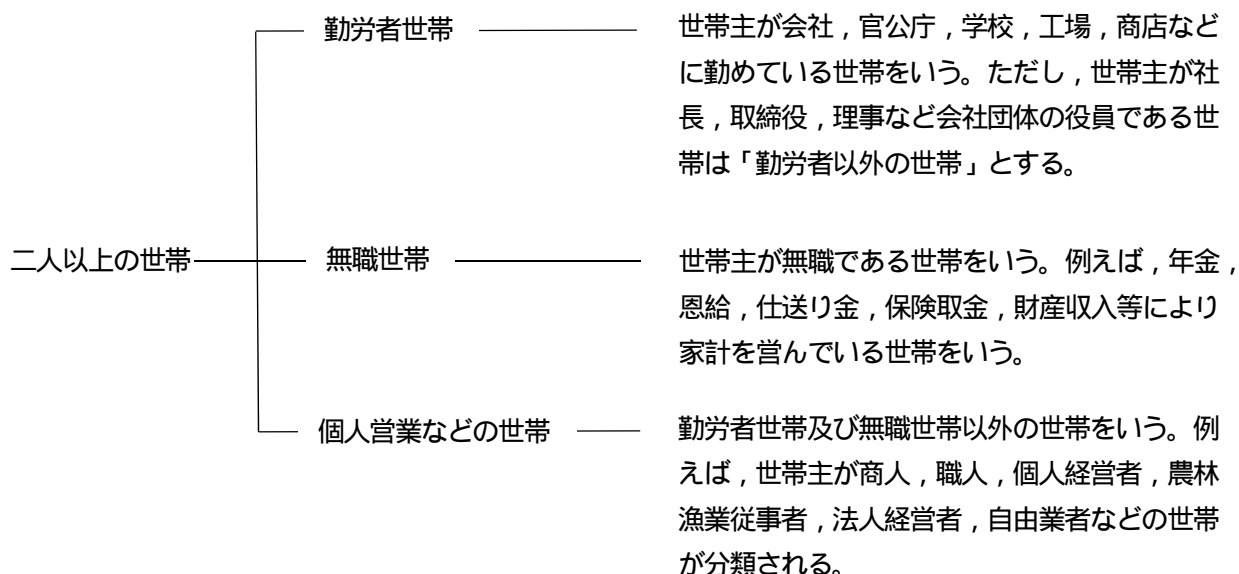 勤労者世帯
世帯主が会社，官公庁，学校，工場，商店など
に勤めている世帯をいう。ただし，世帯主が社
長，取締役，理事など会社団体の役員である世
帯は「勤労者以外の世帯」とする。
二人以上の世帯
無職世帯
世帯主が無職である世帯をいう。例えば，年金，
恩給，仕送り金，保険取金，財産収入等により
家計を営んでいる世帯をいう。
個人営業などの世帯
勤労者世帯及び無職世帯以外の世帯をいう。例
えば，世帯主が商人，職人，個人経営者，農林
漁業従事者，法人経営者，自由業者などの世帯
が分類される。